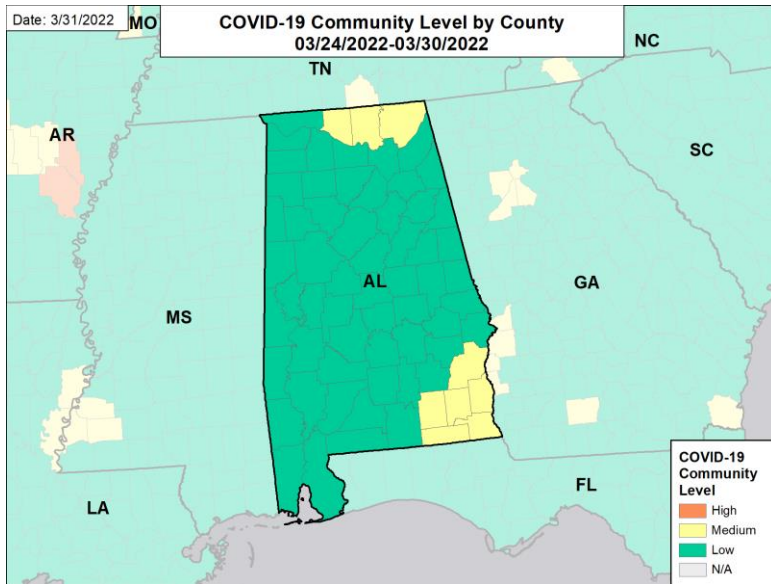 Date: 3/31/2022
COVID-19 Community Level by County
03/24/2022-03/30/2022
MO
TN
NC
AR
SC
AL
GA
MS
LA
FL
COVID-19
Community
Level
High
Medium
Low
N/A